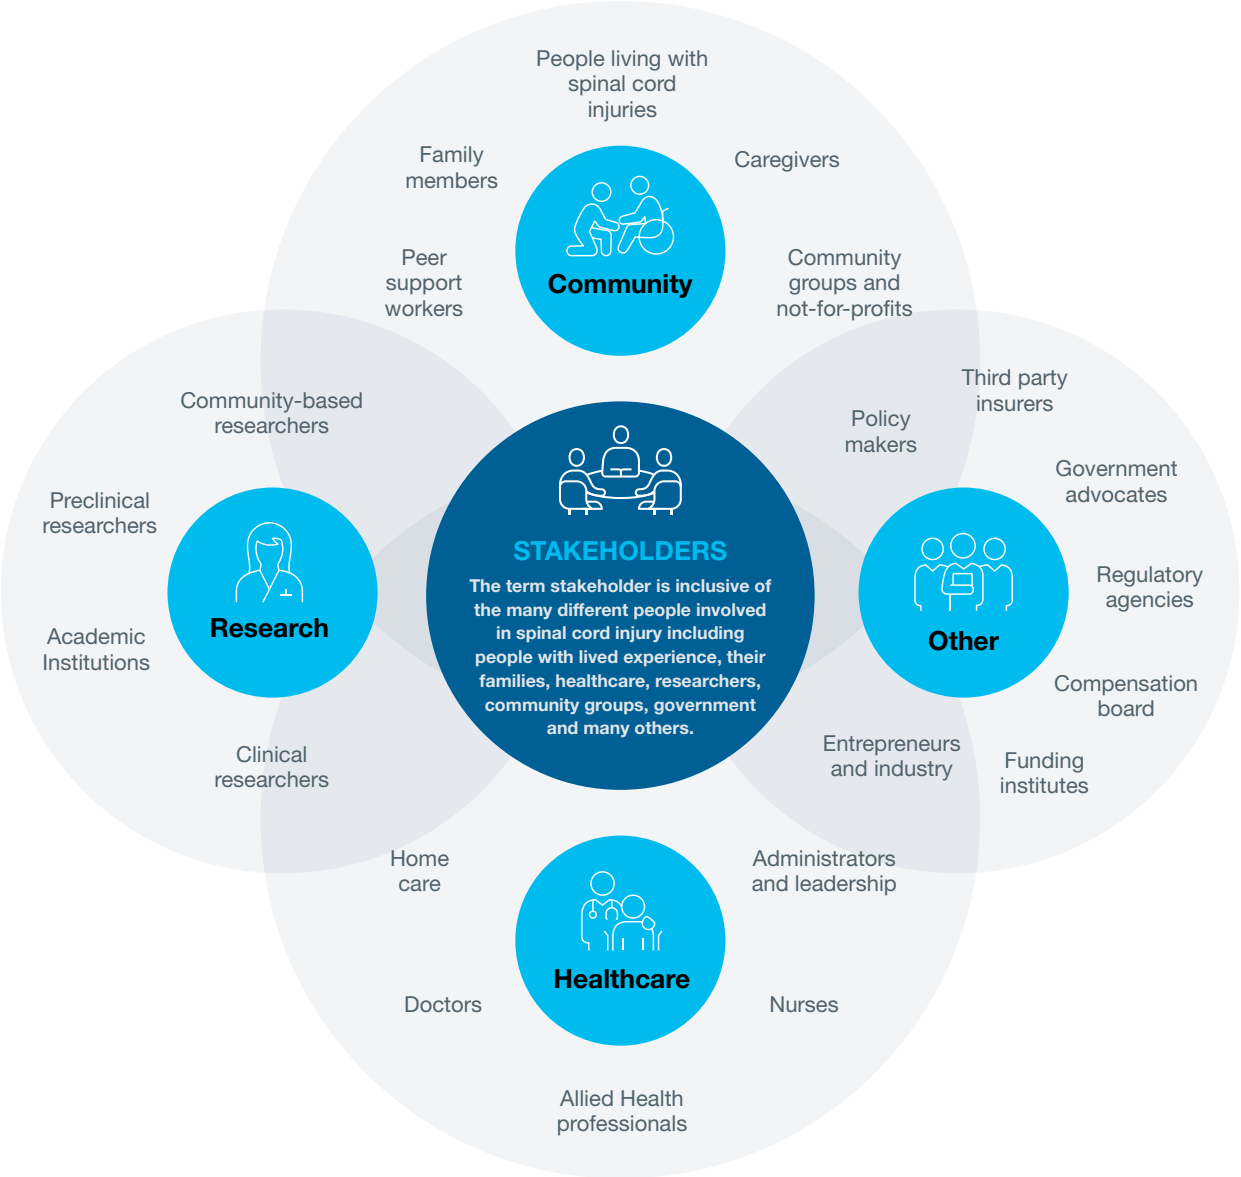 People living with
spinal cord
injuries
Family
members
Caregivers
Peer
support
workers
Community
Community
groups and
not-for-profits
Community-based
researchers
Policy
makers
Third party
insurers
Preclinical
researchers
Government
advocates
Research
Academic
Institutions
Clinical
researchers
STAKEHOLDERS
The term stakeholder is inclusive of
the many different people involved
in spinal cord injury including
people with lived experience, their
families, healthcare, researchers,
community groups, government
and many others.
Other
Regulatory
agencies
Compensation
board
Entrepreneurs
and industry
Funding
institutes
Home
care
Administrators
and leadership
Healthcare
Doctors
Nurses
Allied Health
professionals